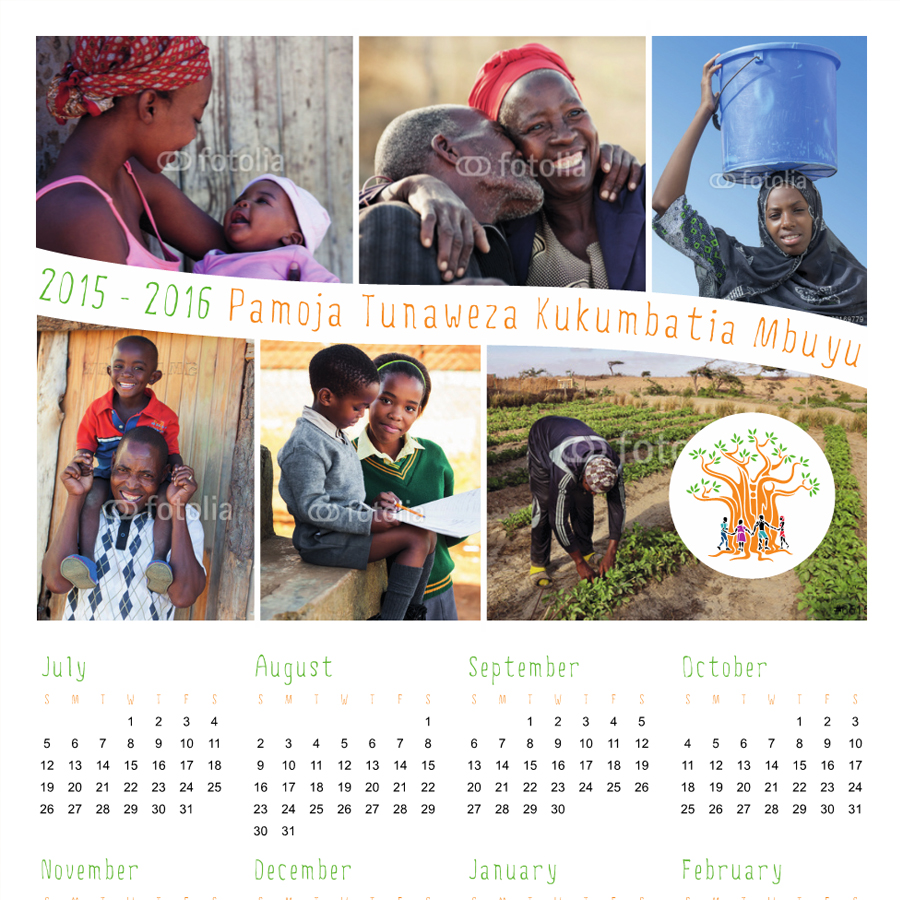 fotolia
fotolia
fotolia
2015 - 2016 Pamoja Tunaweza Kukumbatia Mbuyu
fotolia
fotolia
fotolia
July August September October
S M T W T F S S M T W T F S S M T W T F S S M T W T F S
1 2 3 4 1 1 2 3 4 5 1 2 3
5 6 7 8 9 10 11 2 3 4 5 6 7 8 6 7 8 9 10 11 12 4 5 6 7 8 9 10
12 13 14 15 16 17 18 9 10 11 12 13 14 15 13 14 15 16 17 18 19 11 12 13 14 15 16 17
19 20 21 22 23 24 25 16 17 18 19 20 21 22 20 21 22 23 24 25 26 18 19 20 21 22 23 24
26 27 28 29 30 31 23 24 25 26 27 28 29 27 28 29 30 25 26 27 28 29 30 31
30 31
November December January February